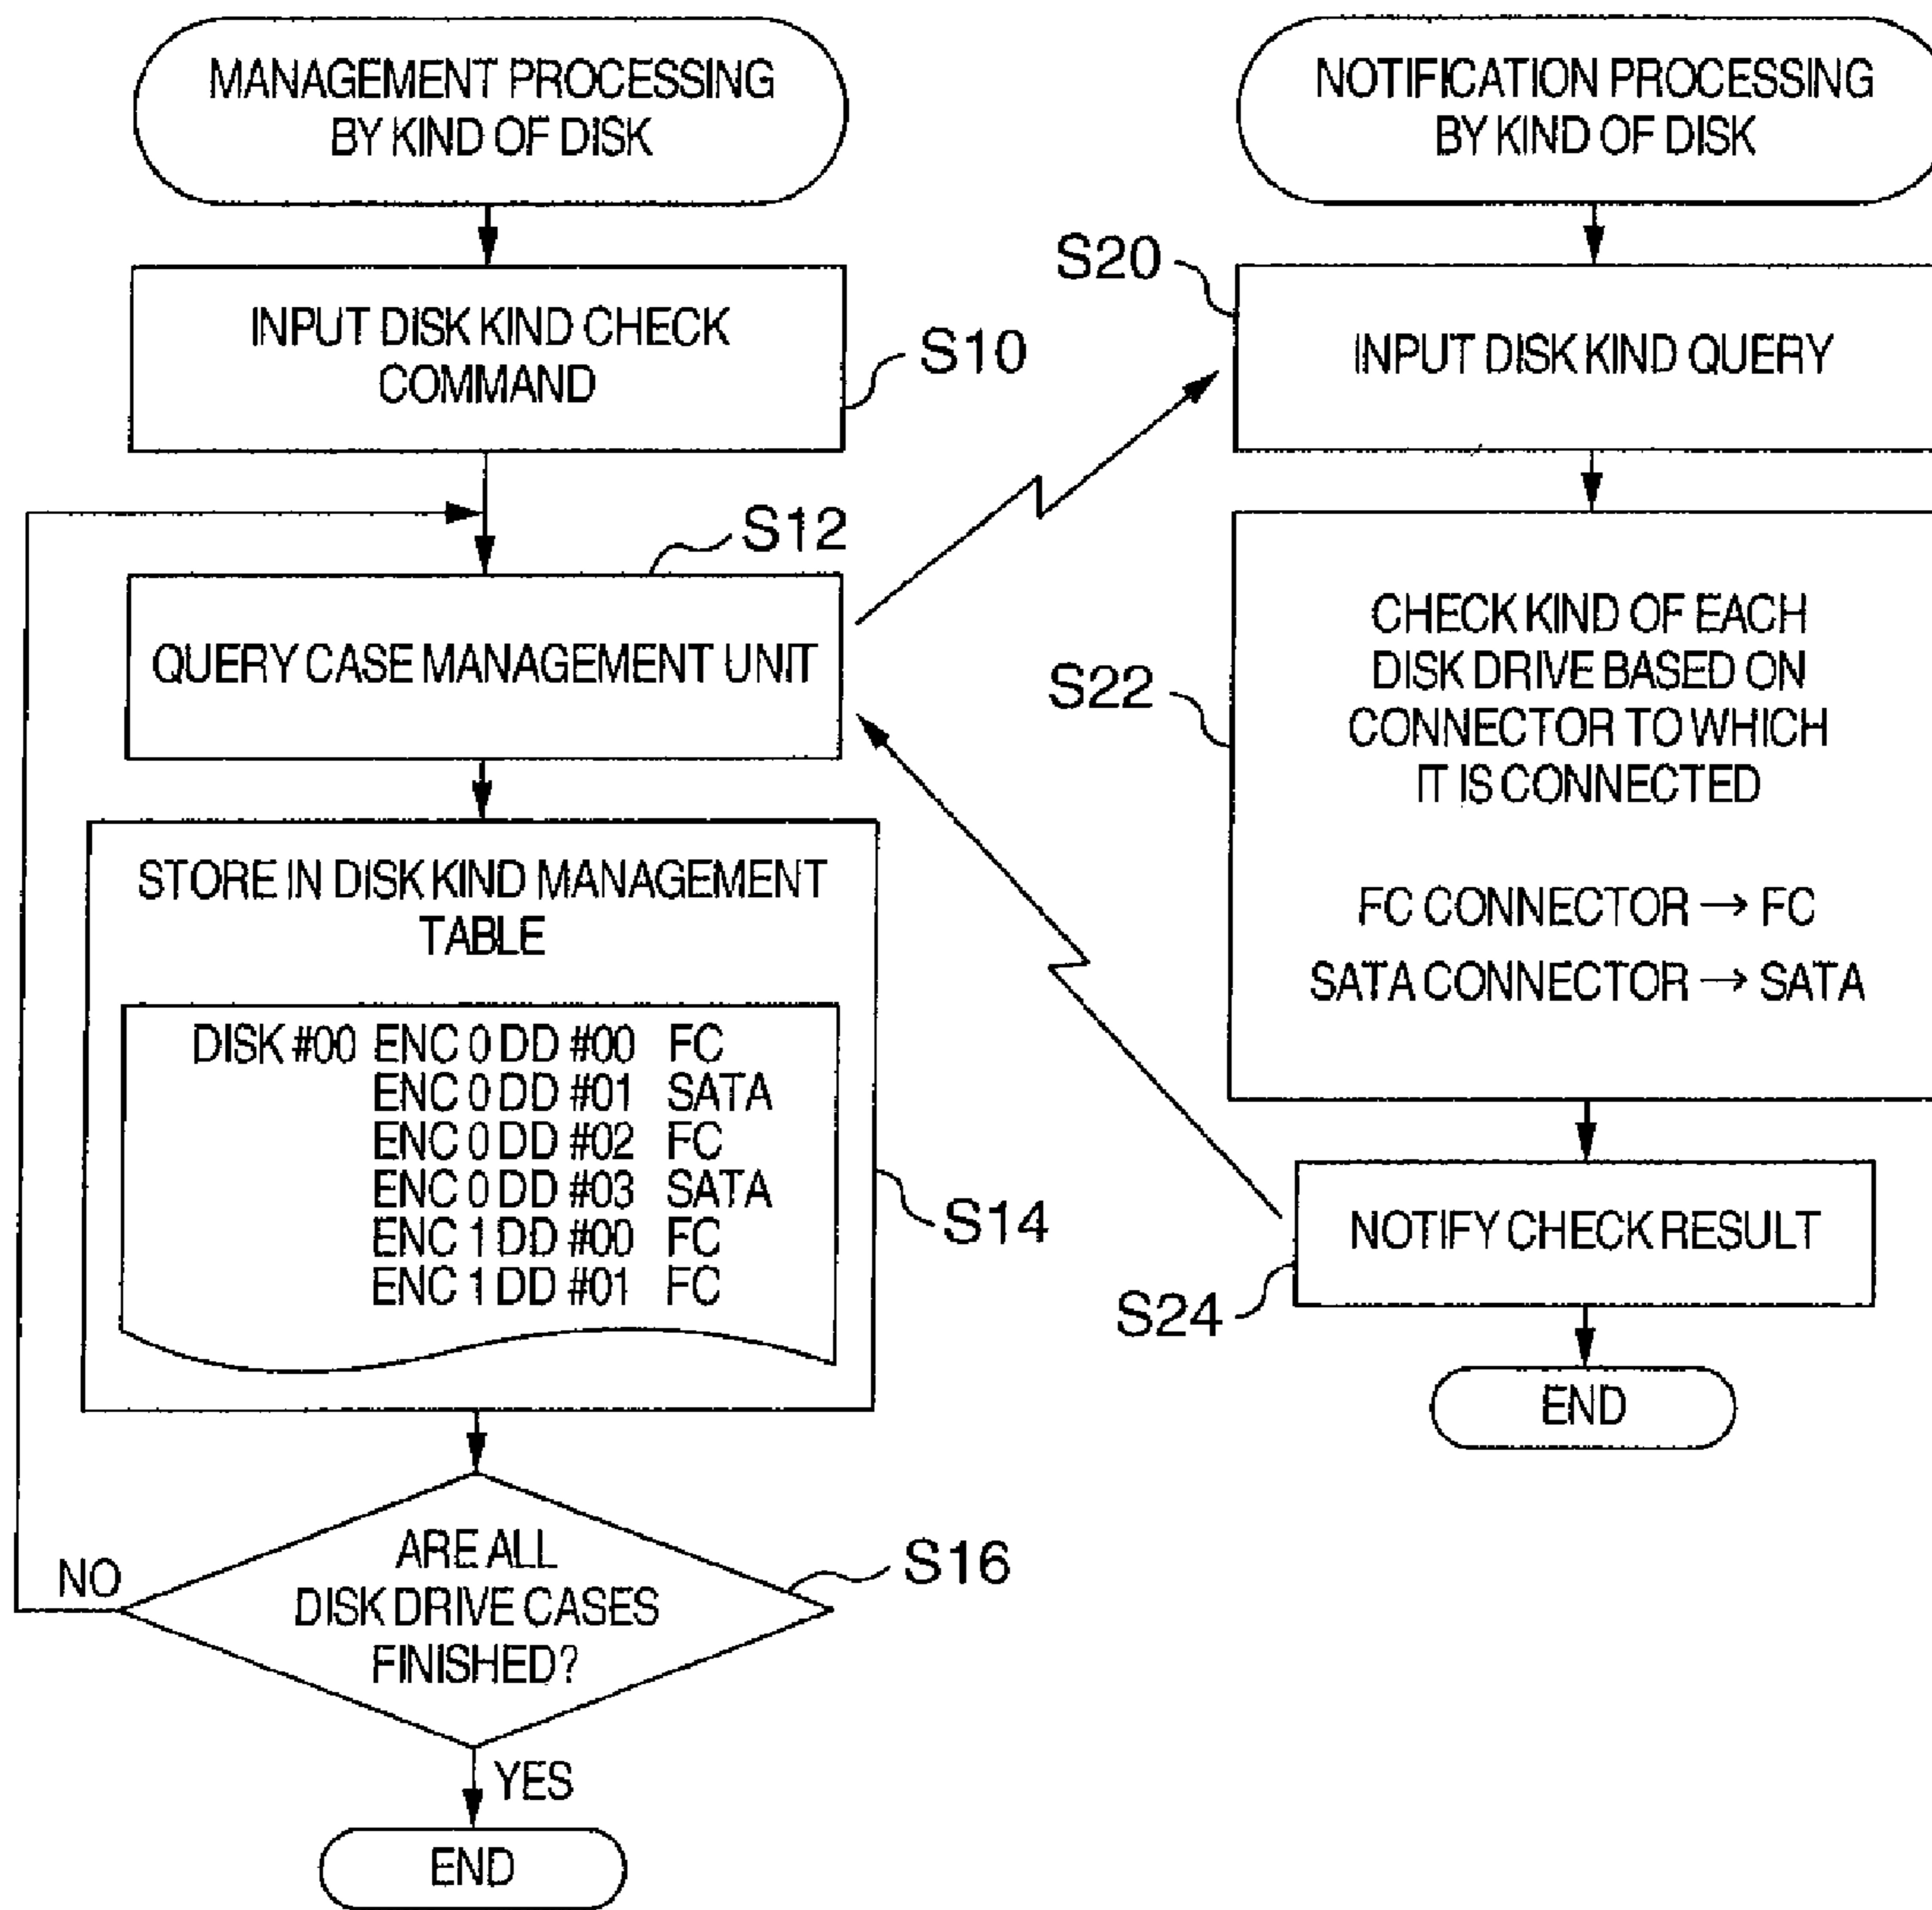 MANAGEMENT PROCESSING
BY KIND OF DISK
INPUT DISK KIND CHECK
COMMAND
S10
S12
QUERY CASE MANAGEMENT UNIT
STORE IN DISK KIND MANAGEMENT
TABLE
DISK #00 ENC 0 DD #00 FC
ENC 0 DD #01 SATA
ENC 0 DD #02 FC
ENC 0 DD #03 SATA
ENC 1 DD #00 FC
ENC 1 DD #01 FC
S14
ARE ALL
DISK DRIVE CASES
FINISHED?
S16
NO
YES
END
NOTIFICATION PROCESSING
BY KIND OF DISK
S20
INPUT DISK KIND QUERY
S22
CHECK KIND OF EACH
DISK DRIVE BASED ON
CONNECTOR TO WHICH
IT IS CONNECTED
FC CONNECTOR → FC
SATA CONNECTOR → SATA
NOTIFY CHECK RESULT
S24
END